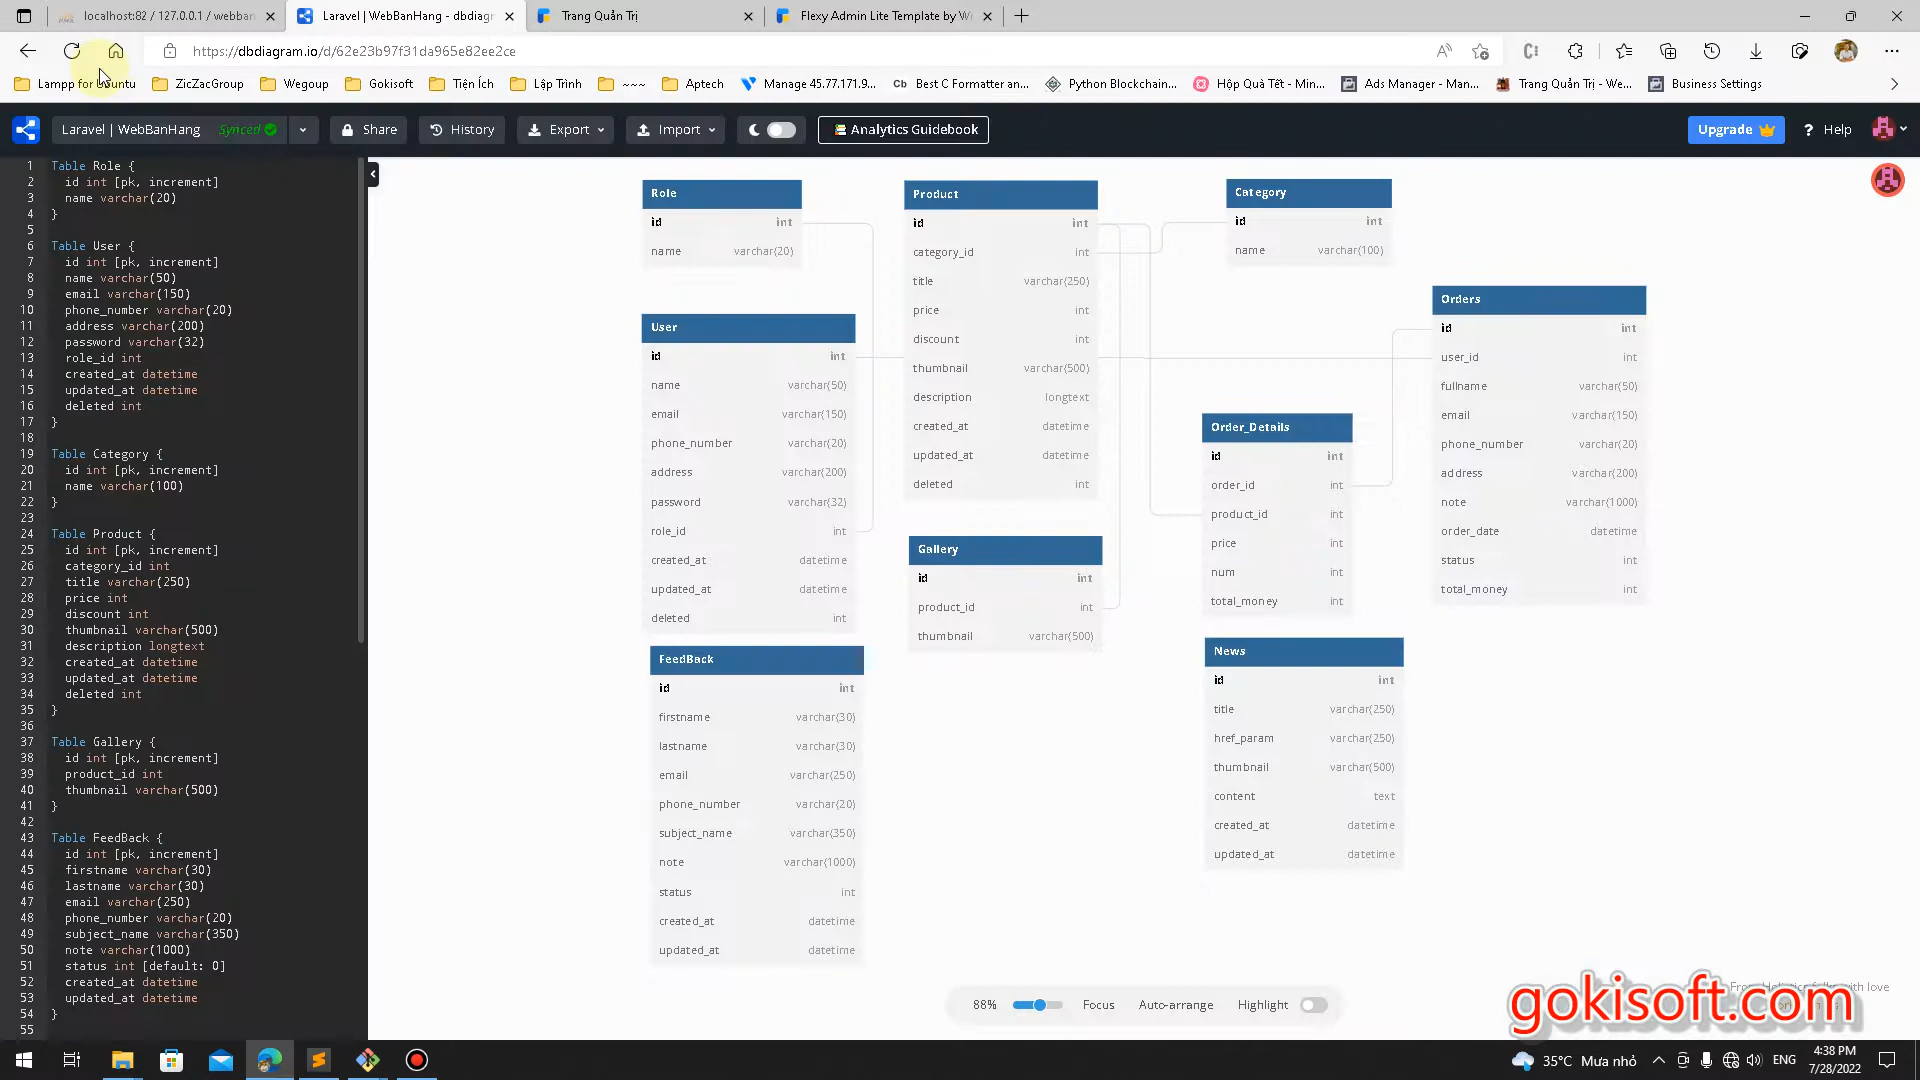 localhost:82 / 127.0.0.1 / webban
Laravel | WebBanHang - dbdiagra
Trang Quản Trị
Flexy Admin Lite Template by W
https://dbdiagram.io/d/62e23b97f31da965e82ee2ce
Lampp for Ubuntu
ZicZacGroup
Wegoup
Gokisoft
Tiện Ích
Lập Trình
~~~
Aptech
Manage 45.77.171.9...
Cb Best C Formatter an...
Python Blockchain...
Hộp Quà Tết - Min...
Ads Manager - Man...
Trang Quản Trị - We...
Business Settings
Laravel | WebBanHang
Synced
Share
History
Export
Import
Analytics Guidebook
Upgrade
? Help
1 Table Role {
2 id int [pk, increment]
3 name varchar(20)
4 }
5
6 Table User {
7 id int [pk, increment]
8 name varchar(50)
9 email varchar(150)
10 phone_number varchar(20)
11 address varchar(200)
12 password varchar(32)
13 role_id int
14 created_at datetime
15 updated_at datetime
16 deleted int
17 }
18
19 Table Category {
20 id int [pk, increment]
21 name varchar(100)
22 }
23
24 Table Product {
25 id int [pk, increment]
26 category_id int
27 title varchar(250)
28 price int
29 discount int
30 thumbnail varchar(500)
31 description longtext
32 created_at datetime
33 updated_at datetime
34 deleted int
35 }
36
37 Table Gallery {
38 id int [pk, increment]
39 product_id int
40 thumbnail varchar(500)
41 }
42
43 Table FeedBack {
44 id int [pk, increment]
45 firstname varchar(30)
46 lastname varchar(30)
47 email varchar(250)
48 phone_number varchar(20)
49 subject_name varchar(350)
50 note varchar(1000)
51 status int [default: 0]
52 created_at datetime
53 updated_at datetime
54 }
55
Role
id int
name varchar(20)
User
id int
name varchar(50)
email varchar(150)
phone_number varchar(20)
address varchar(200)
password varchar(32)
role_id int
created_at datetime
updated_at datetime
deleted int
FeedBack
id int
firstname varchar(30)
lastname varchar(30)
email varchar(250)
phone_number varchar(20)
subject_name varchar(350)
note varchar(1000)
status int
created_at datetime
updated_at datetime
Product
id int
category_id int
title varchar(250)
price int
discount int
thumbnail varchar(500)
description longtext
created_at datetime
updated_at datetime
deleted int
Gallery
id int
product_id int
thumbnail varchar(500)
Category
id int
name varchar(100)
Order_Details
id int
order_id int
product_id int
price int
num int
total_money int
News
id int
title varchar(250)
href_param varchar(250)
thumbnail varchar(500)
content text
created_at datetime
updated_at datetime
Orders
id int
user_id int
fullname varchar(50)
email varchar(150)
phone_number varchar(20)
address varchar(200)
note varchar(1000)
order_date datetime
status int
total_money int
88%
Focus
Auto-arrange
Highlight
gokisoft.com
35°C Mưa nhỏ
ENG
4:38 PM
7/28/2022